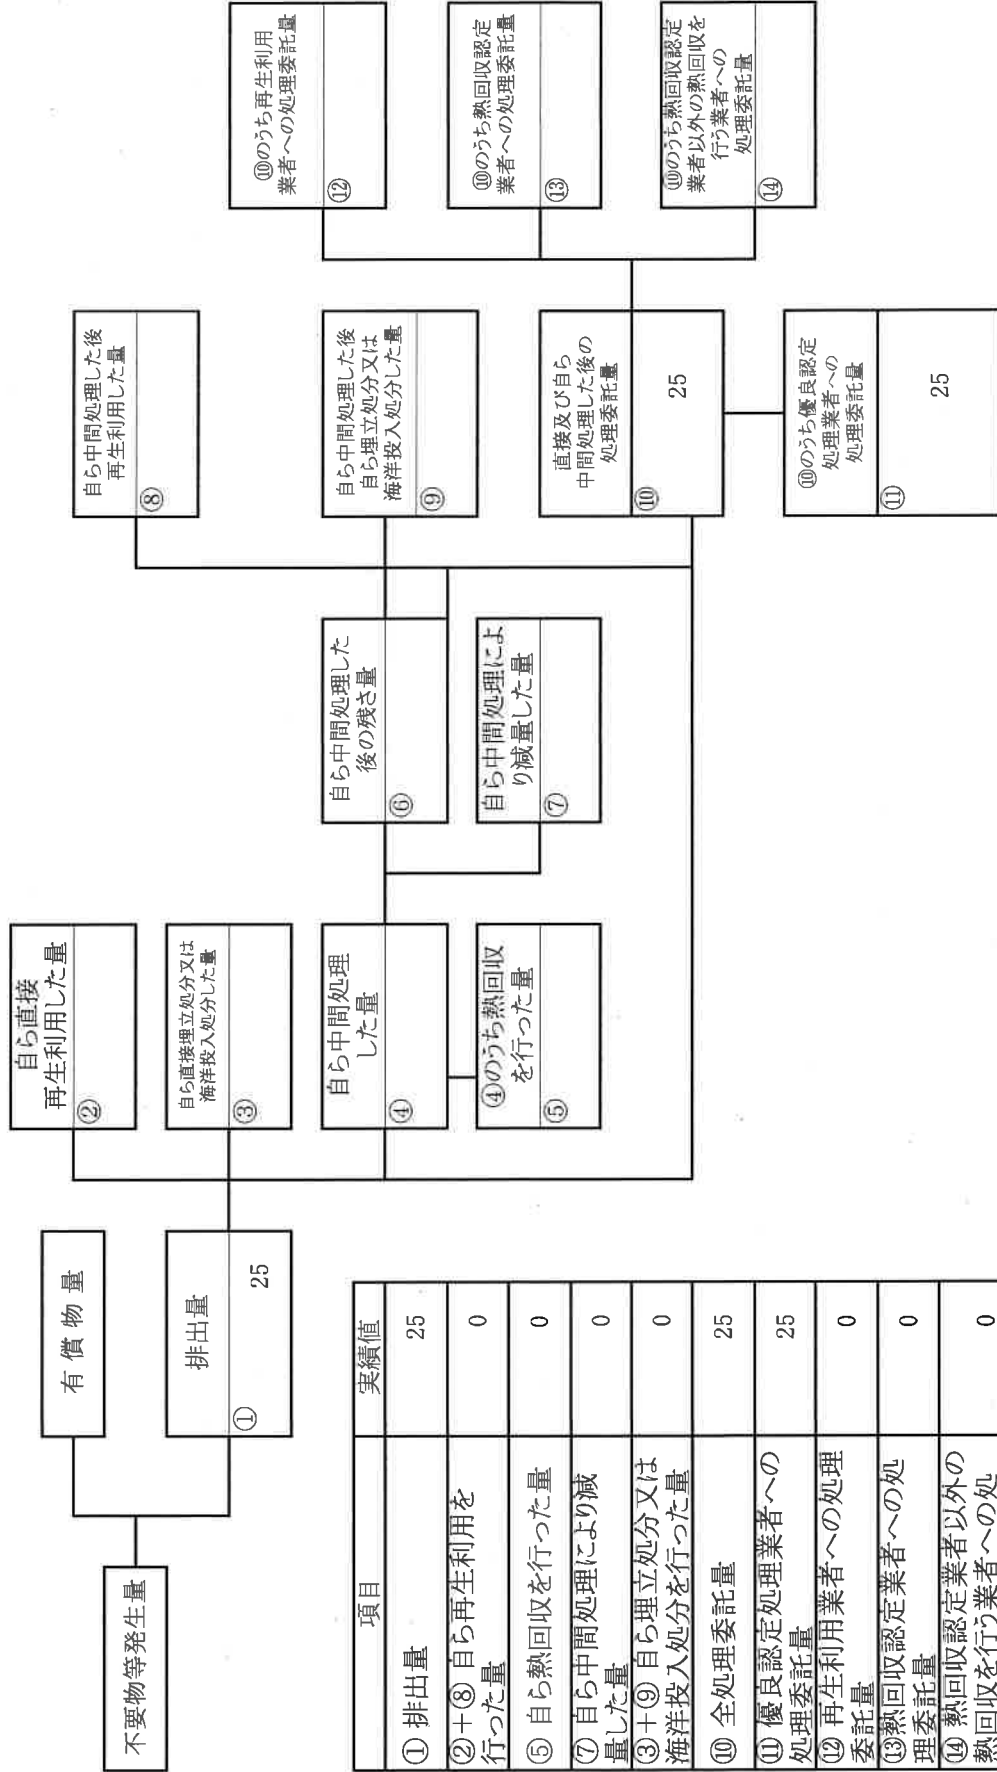 不要物等発生量
有償物量
排出量
①
25
自ら直接
再生利用した量
②
自ら直接埋立処分又は
海洋投入処分した量
③
自ら中間処理
した量
④
④のうち熱回収
を行った量
⑤
自ら中間処理した
後の残さ量
⑥
自ら中間処理によ
り減量した量
⑦
自ら中間処理した後
再生利用した量
⑧
自ら中間処理した後
自ら埋立処分又は
海洋投入処分した量
⑨
直接及び自ら
中間処理した後の
処理委託量
⑩
25
⑩のうち優良認定
処理業者への
処理委託量
⑪
25
⑩のうち再生利用
業者への処理委託量
⑫
⑩のうち熱回収認定
業者への処理委託量
⑬
⑩のうち熱回収認定
業者以外の熱回収を
行う業者への
処理委託量
⑭
項目 実績値
① 排出量 25
②+⑧ 自ら再生利用を
行った量 0
⑤ 自ら熱回収を行った量 0
⑦ 自ら中間処理により減
量した量 0
③+⑨ 自ら埋立処分又は
海洋投入処分を行った量 0
⑩ 全処理委託量 25
⑪ 優良認定処理業者への
処理委託量 25
⑫ 再生利用業者への処理
委託量 0
⑬熱回収認定業者への処
理委託量 0
⑭ 熱回収認定業者以外の
熱回収を行う業者への処 0